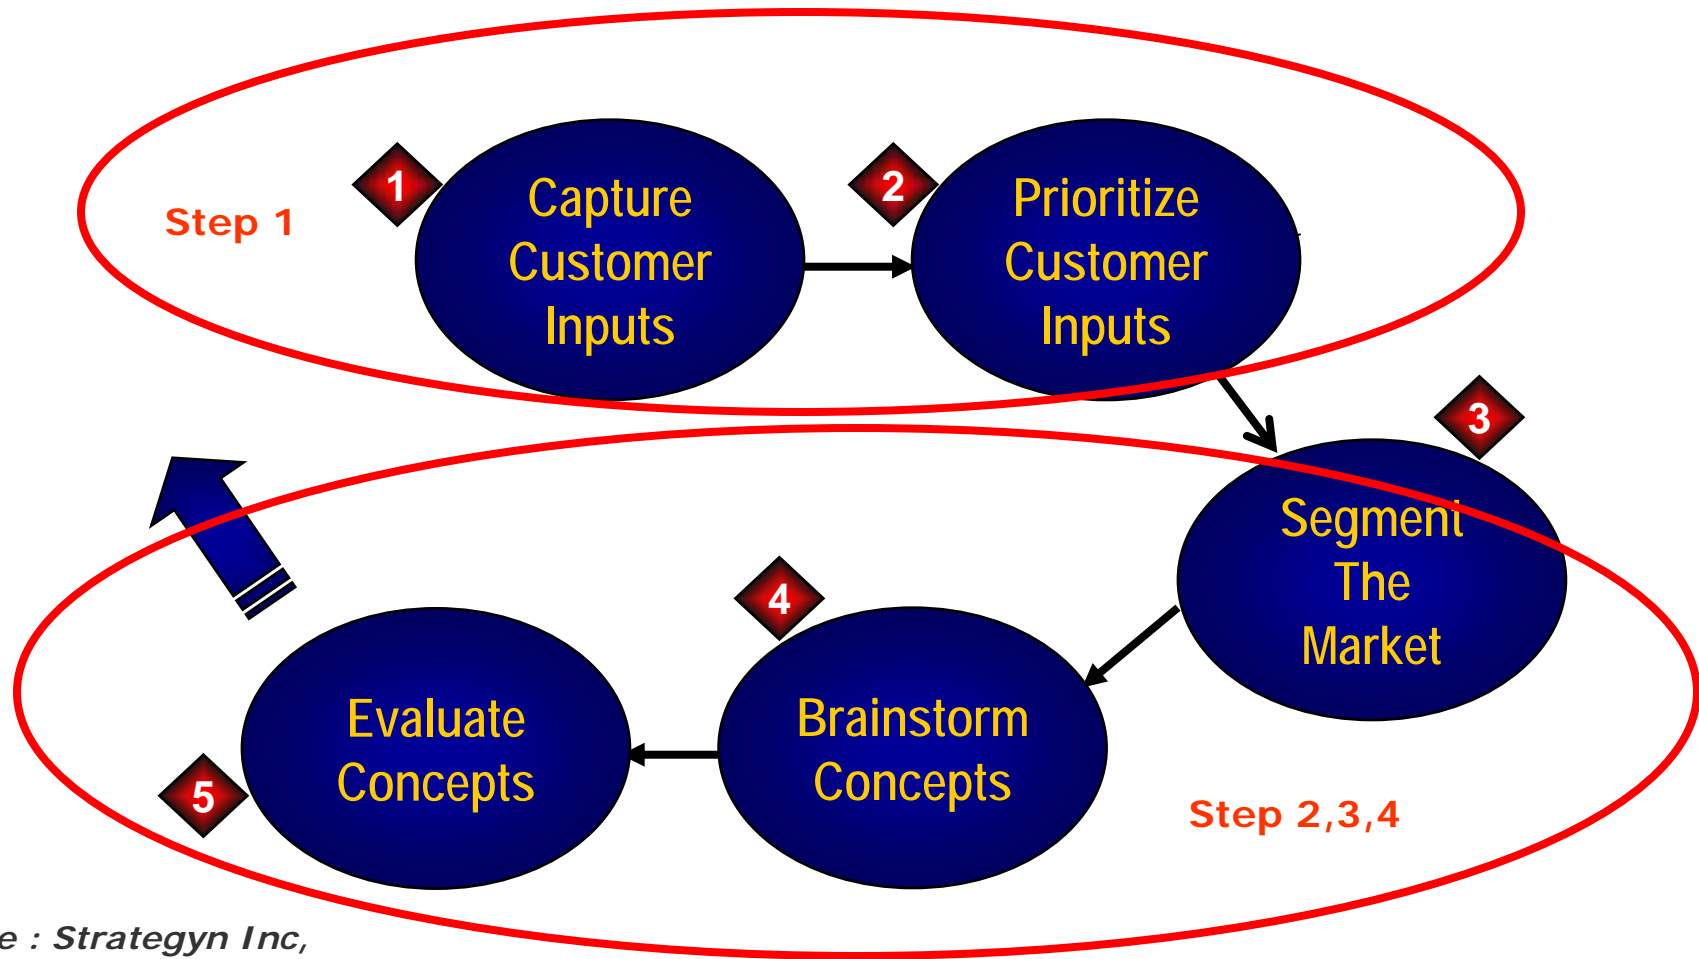 1
Capture
Customer
Inputs
2
Prioritize
Customer
Inputs
Step 1
3
Segment
The
Market
4
Brainstorm
Concepts
5
Evaluate
Concepts
Step 2,3,4
e : Strategyn Inc,